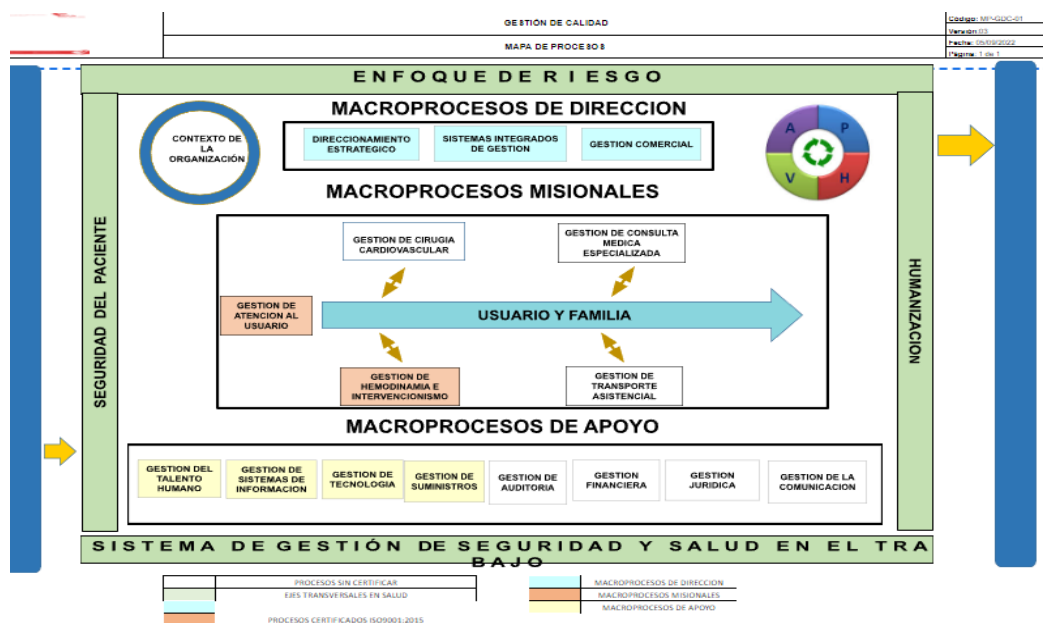 GESTIÓN DE CALIDAD
MAPA DE PROCESOS
Código: MP-GDC-01
Versión 03
Fecha: 05/09/2022
Página: 1 de 1
ENFOQUE DE RIESGO
MACROPROCESOS DE DIRECCION
CONTEXTO DE
LA
ORGANIZACIÓN
DIRECCIONAMIENTO
ESTRATEGICO
SISTEMAS INTEGRADOS
DE GESTION
GESTION COMERCIAL
A
P
V
H
MACROPROCESOS MISIONALES
SEGURIDAD DEL PACIENTE
HUMANIZACION
GESTION DE CIRUGIA
CARDIOVASCULAR
GESTION DE CONSULTA
MEDICA
ESPECIALIZADA
GESTION DE
ATENCION AL
USUARIO
USUARIO Y FAMILIA
GESTION DE
HEMODINAMIA E
INTERVENCIONISMO
GESTION DE
TRANSPORTE
ASISTENCIAL
MACROPROCESOS DE APOYO
GESTION DEL
TALENTO
HUMANO
GESTION DE
SISTEMAS DE
INFORMACION
GESTION DE
TECNOLOGIA
GESTION DE
SUMINISTROS
GESTION DE
AUDITORIA
GESTION
FINANCIERA
GESTION
JURIDICA
GESTION DE LA
COMUNICACION
SISTEMA DE GESTIÓN DE SEGURIDAD Y SALUD EN EL TRA
BAJO
PROCESOS SIN CERTIFICAR
EJES TRANSVERSALES EN SALUD
PROCESOS CERTIFICADOS ISO9001:2015
MACROPROCESOS DE DIRECCION
MACROPROCESOS MISIONALES
MACROPROCESOS DE APOYO